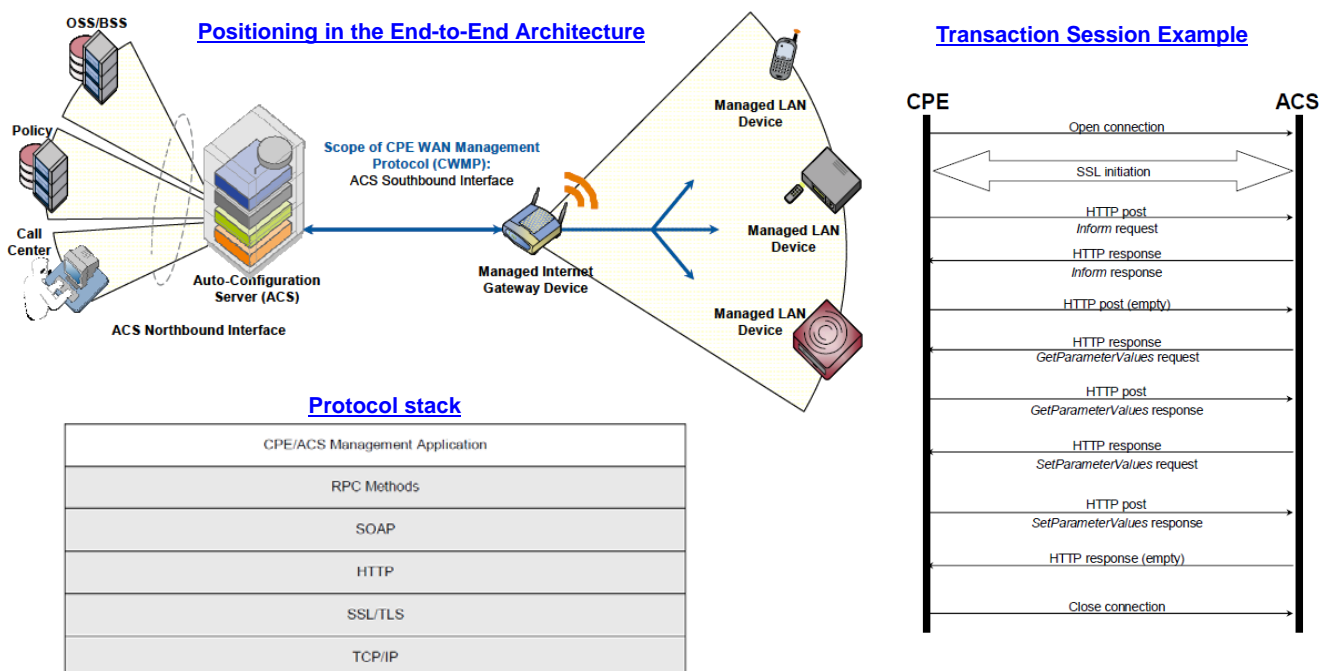 Positioning in the End-to-End Architecture
OSS/BSS
Policy
Call
Center
Auto-Configuration
Server (ACS)
ACS Northbound Interface
Scope of CPE WAN Management
Protocol (CWMP):
ACS Southbound Interface
Managed Internet
Gateway Device
Managed LAN
Device
Managed LAN
Device
Managed LAN
Device
Protocol stack
CPE/ACS Management Application
RPC Methods
SOAP
HTTP
SSL/TLS
TCP/IP
Transaction Session Example
CPE
ACS
Open connection
SSL initiation
HTTP post
Inform request
HTTP response
Inform response
HTTP post (empty)
HTTP response
GetParameterValues request
HTTP post
GetParameterValues response
HTTP response
SetParameterValues request
HTTP post
SetParameterValues response
HTTP response (empty)
Close connection